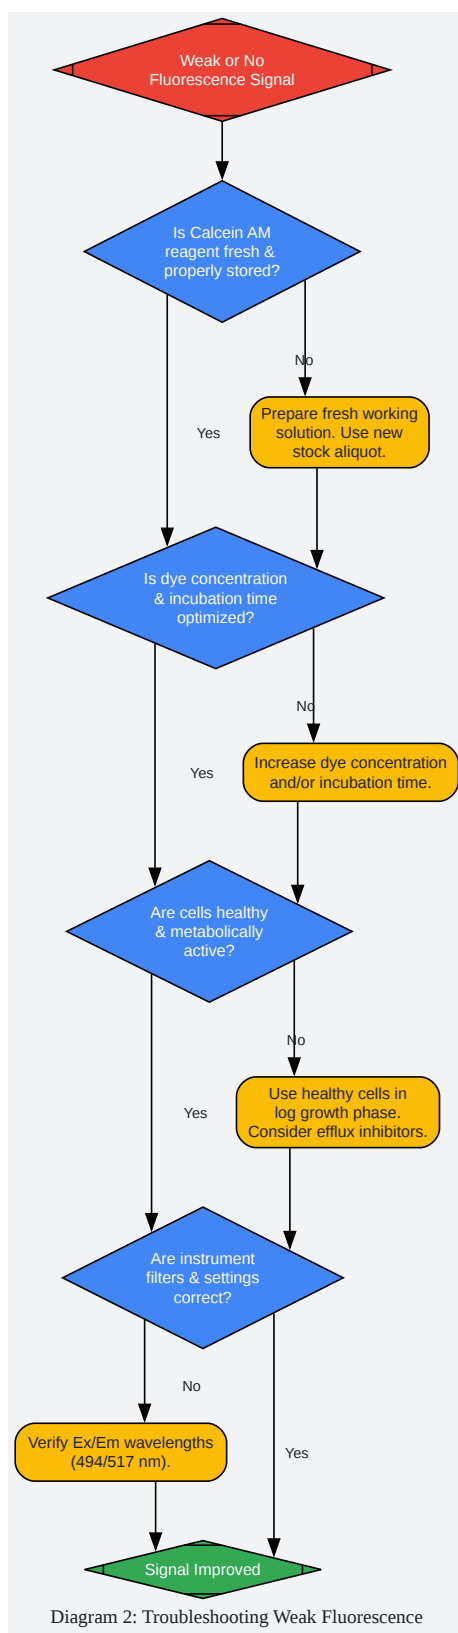 Weak or No
Fluorescence Signal
Is Calcein AM
reagent fresh &
properly stored?
No
Prepare fresh working
solution. Use new
stock aliquot.
Yes
Is dye concentration
& incubation time
optimized?
No
Increase dye concentration
and/or incubation time.
Yes
Are cells healthy
& metabolically
active?
No
Use healthy cells in
log growth phase.
Consider efflux inhibitors.
Yes
Are instrument
filters & settings
correct?
No
Verify Ex/Em wavelengths
(494/517 nm).
Yes
Signal Improved
Diagram 2: Troubleshooting Weak Fluorescence